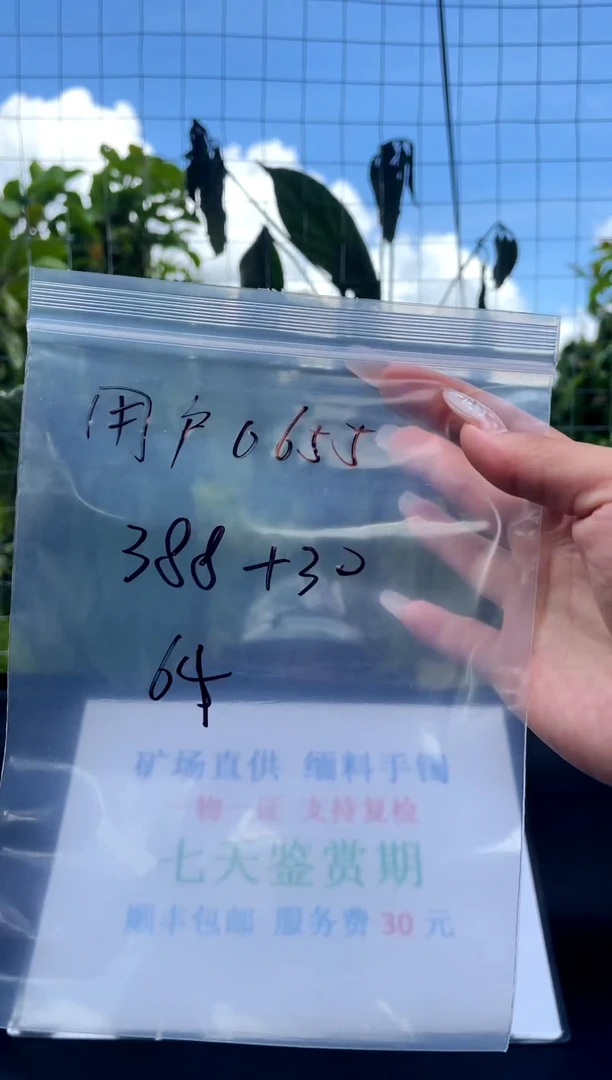 用户0655
388+30
64
矿场直供 缅料手镯
一物一证 支持复检
七天鉴赏期
顺丰包邮 服务费30元